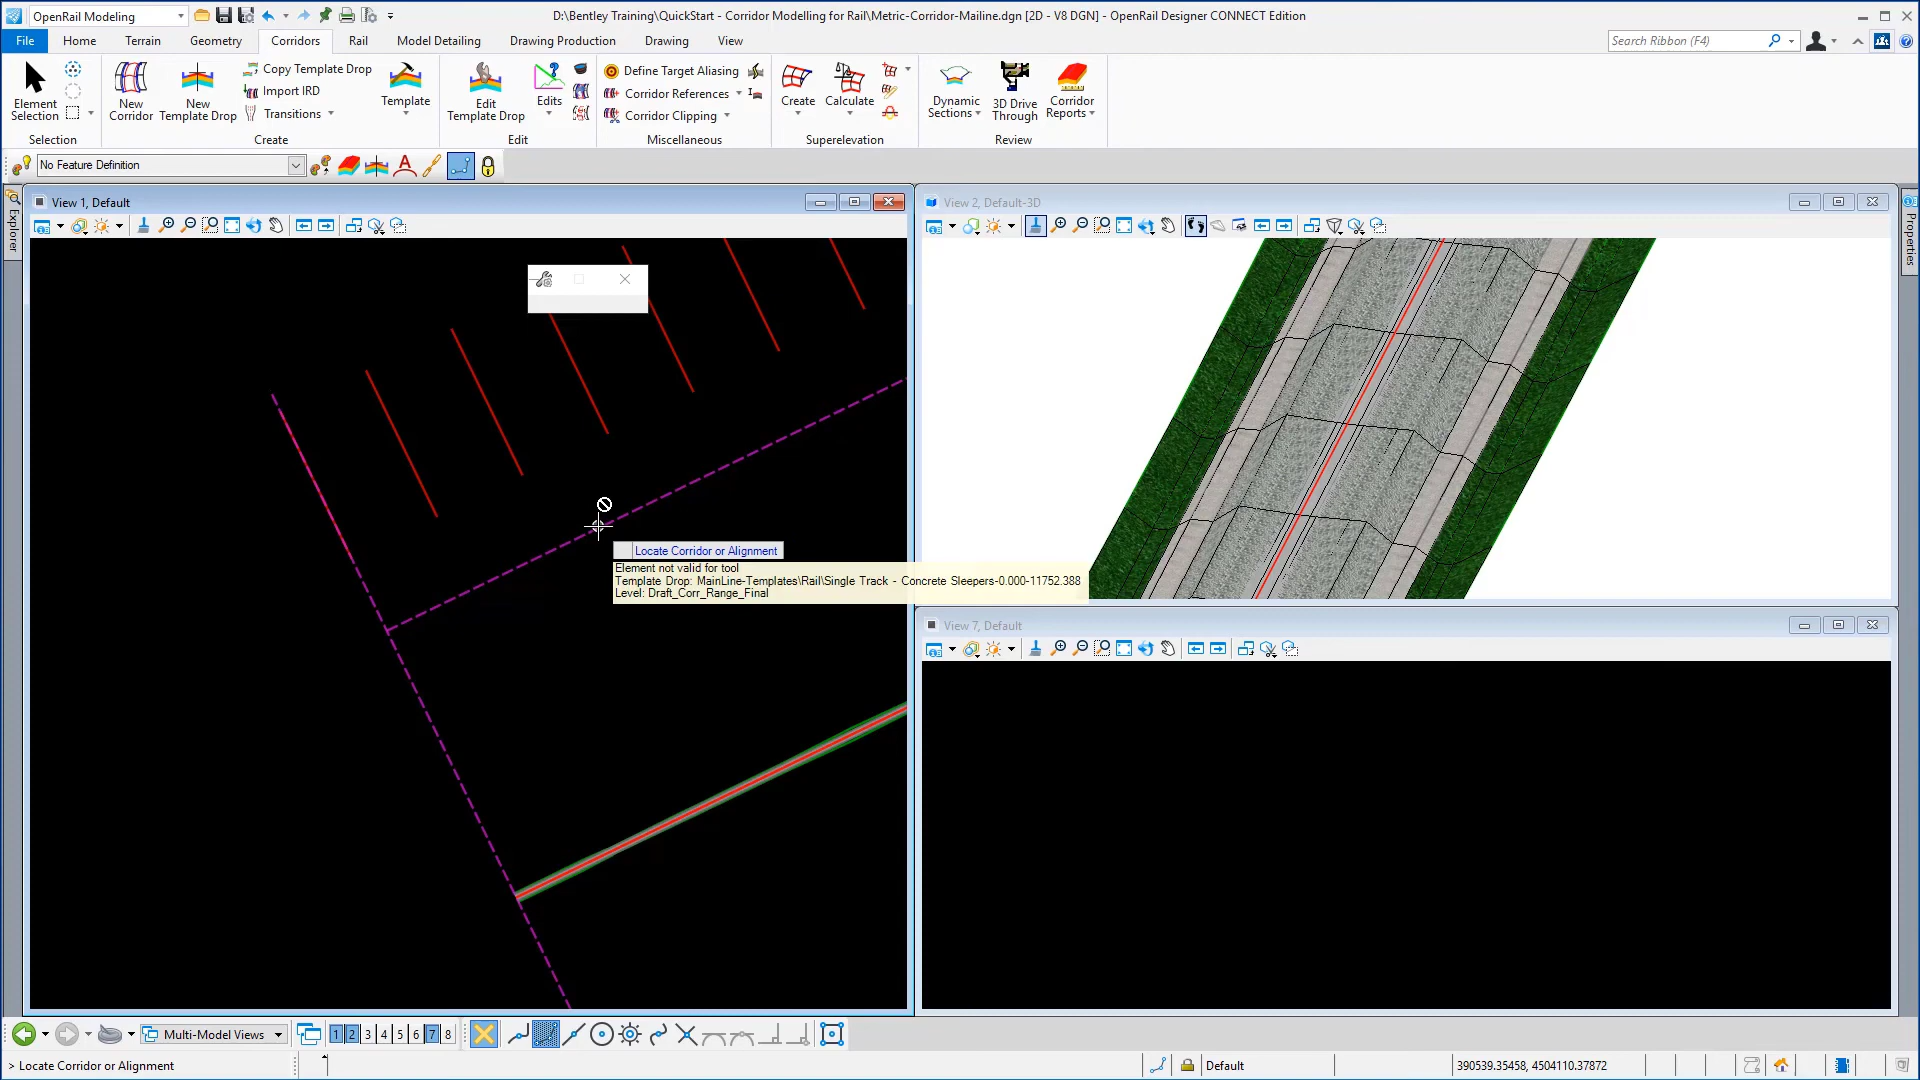 OpenRail Modeling
D:\Bentley Training\QuickStart - Corridor Modelling for Rail\Metric-Corridor-Mailine.dgn [2D - V8 DGN] - OpenRail Designer CONNECT Edition
File Home Terrain Geometry Corridors Rail Model Detailing Drawing Production Drawing View
Search Ribbon (F4)
Element Selection
New Corridor
New Template Drop
Copy Template Drop
Import IRD
Transitions
Template
Edit Template Drop
Edits
Define Target Aliasing
Corridor References
Corridor Clipping
Create
Calculate
Dynamic Sections
3D Drive Through
Corridor Reports
Selection
Create
Edit
Miscellaneous
Superelevation
Review
No Feature Definition
Explorer
View 1, Default
View 2, Default-3D
Properties
Locate Corridor or Alignment
Element not valid for tool
Template Drop: MainLine-Templates\Rail\Single Track - Concrete Sleepers-0.000-11752.388
Level: Draft_Corr_Range_Final
View 7, Default
Multi-Model Views
1 2 3 4 5 6 7 8
> Locate Corridor or Alignment
Default
390539.35458, 4504110.37872